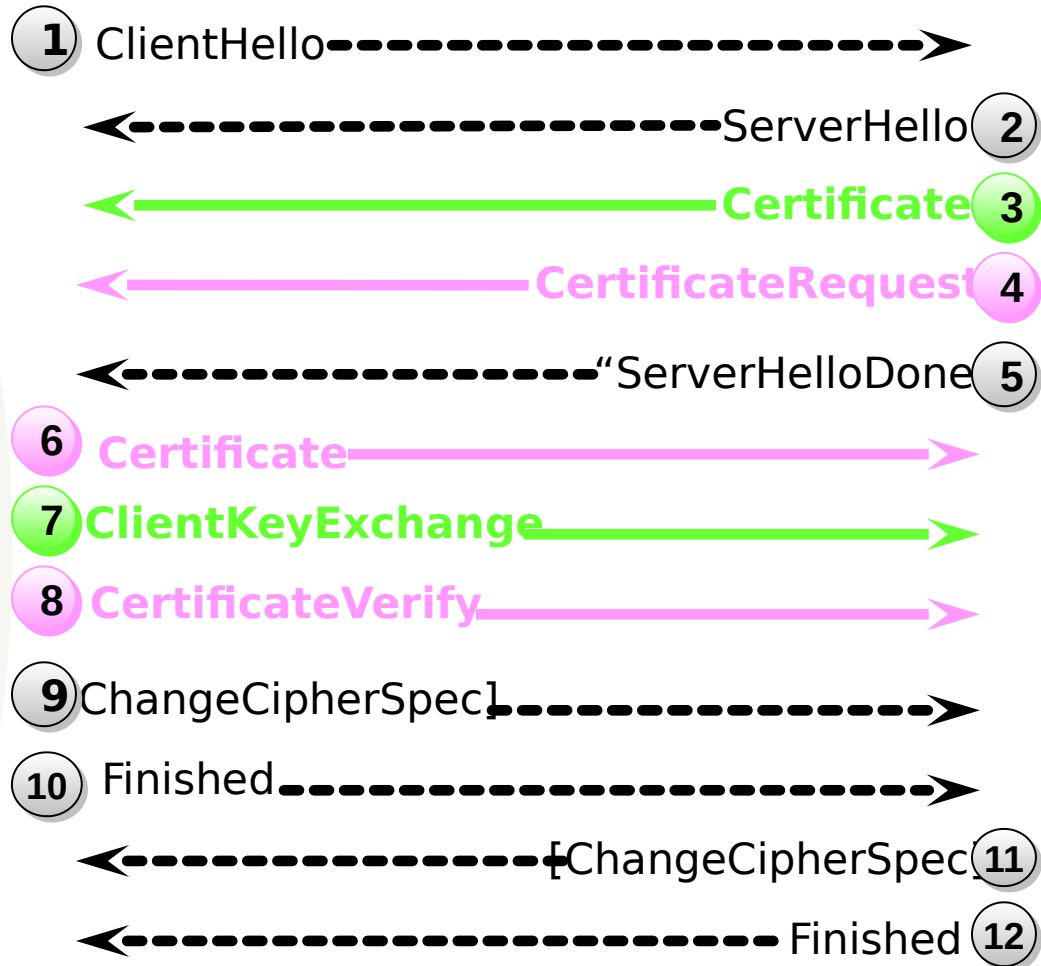 1 ClientHello
ServerHello 2
Certificate 3
CertificateRequest 4
“ServerHelloDone 5
6 Certificate
7 ClientKeyExchange
8 CertificateVerify
9 ChangeCipherSpec]
10 Finished
[ChangeCipherSpec] 11
Finished 12